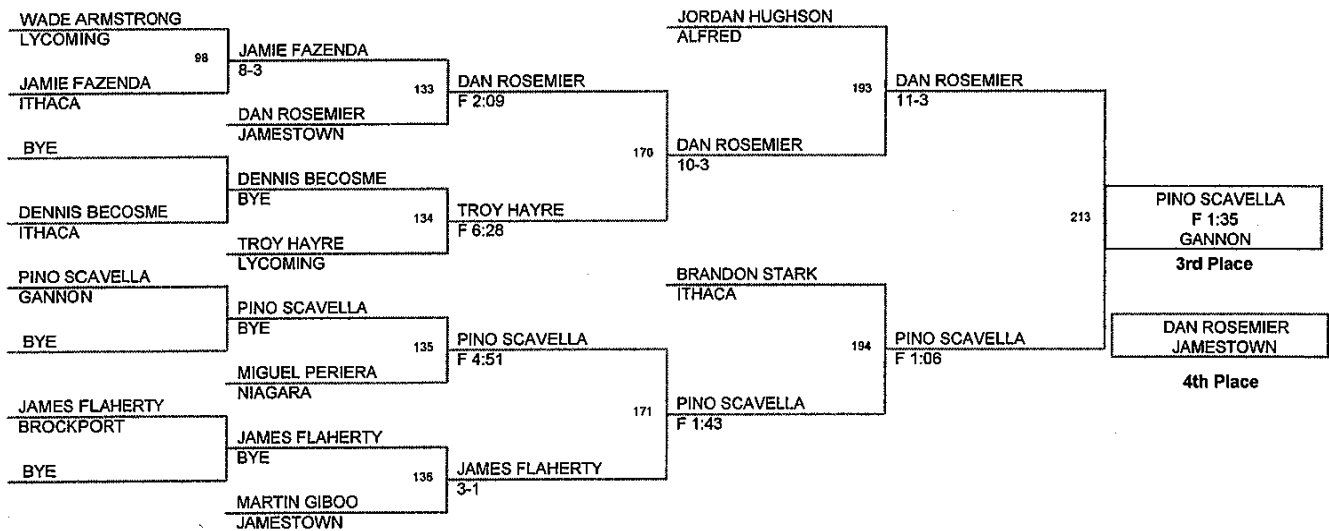 WADE ARMSTRONG
LYCOMING
98
JAMIE FAZENDA
ITHACA
BYE
DENNIS BECOSME
ITHACA
PINO SCAVELLA
GANNON
BYE
JAMES FLAHERTY
BROCKPORT
BYE
JAMIE FAZENDA
8-3
133
DAN ROSEMIER
JAMESTOWN
DENNIS BECOSME
BYE
134
TROY HAYRE
LYCOMING
PINO SCAVELLA
BYE
135
MIGUEL PERIERA
NIAGARA
JAMES FLAHERTY
BYE
136
MARTIN GIBOO
JAMESTOWN
DAN ROSEMIER
F 2:09
170
TROY HAYRE
F 6:28
PINO SCAVELLA
F 4:51
171
JAMES FLAHERTY
3-1
JORDAN HUGHSON
ALFRED
193
DAN ROSEMIER
10-3
BRANDON STARK
ITHACA
194
PINO SCAVELLA
F 1:43
DAN ROSEMIER
11-3
213
PINO SCAVELLA
F 1:06
PINO SCAVELLA
F 1:35
GANNON
3rd Place
DAN ROSEMIER
JAMESTOWN
4th Place